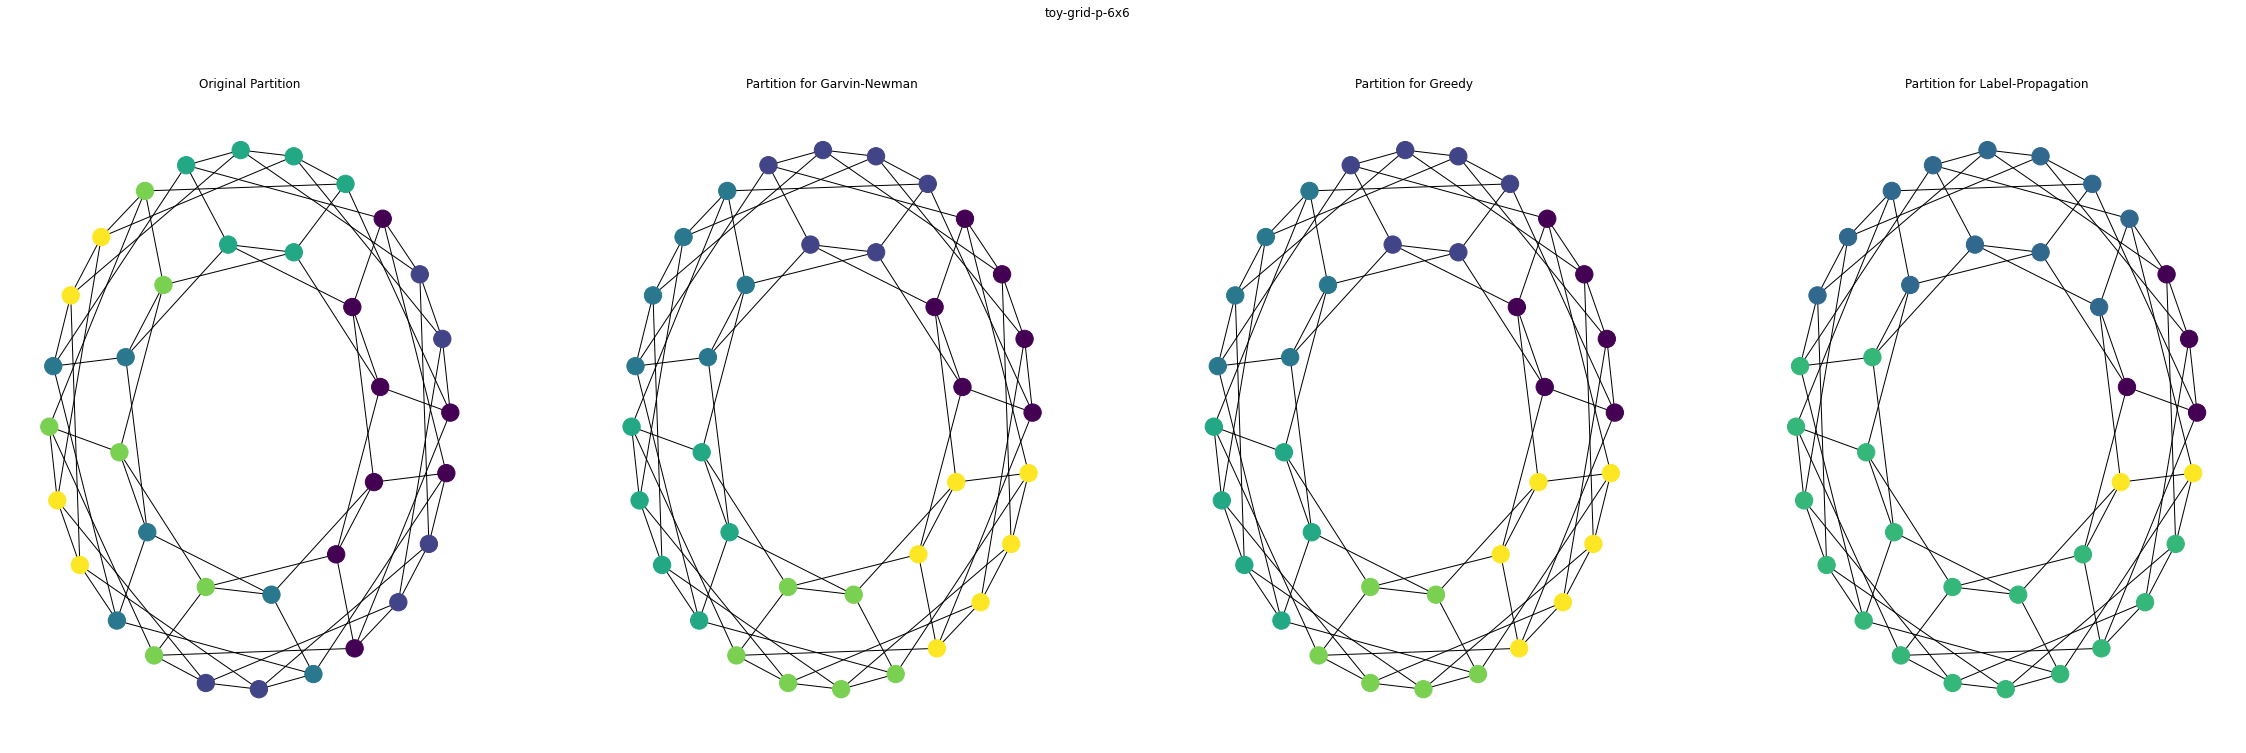 toy-grid-p-6x6
Original Partition
Partition for Garvin-Newman
Partition for Greedy
Partition for Label-Propagation